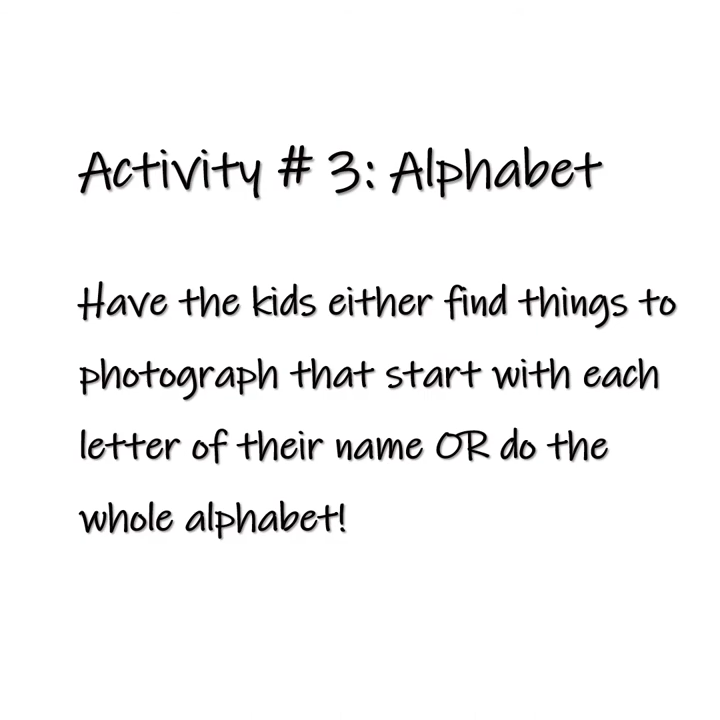 Activity # 3: Alphabet
Have the kids either find things to
photograph that start with each
letter of their name OR do the
whole alphabet!